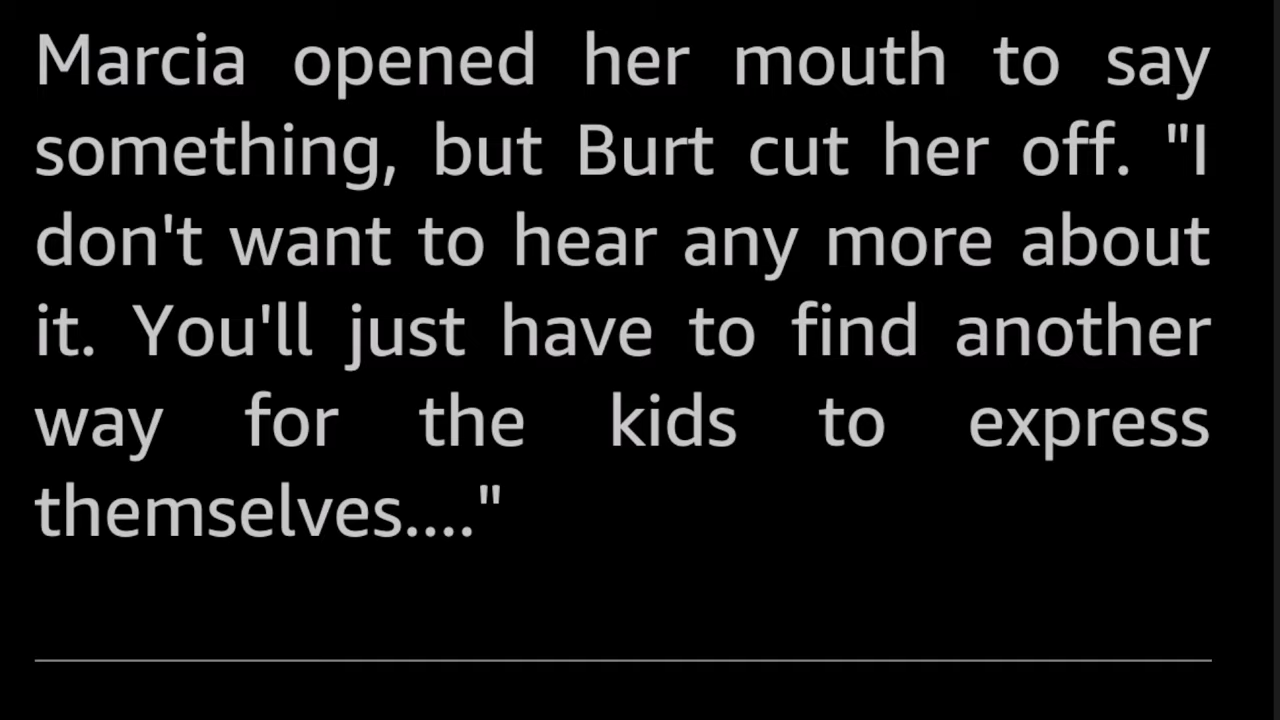 Marcia opened her mouth to say
something, but Burt cut her off. "I
don't want to hear any more about
it. You'll just have to find another
way for the kids to express
themselves...."